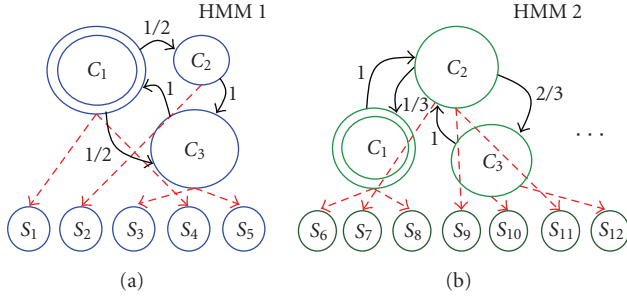 HMM 1
1/2
C1
C2
1
1
1/2
C3
S1 S2 S3 S4 S5
(a)
HMM 2
C2
1
1/3
2/3
C1
1
C3
. . .
S6 S7 S8 S9 S10 S11 S12
(b)